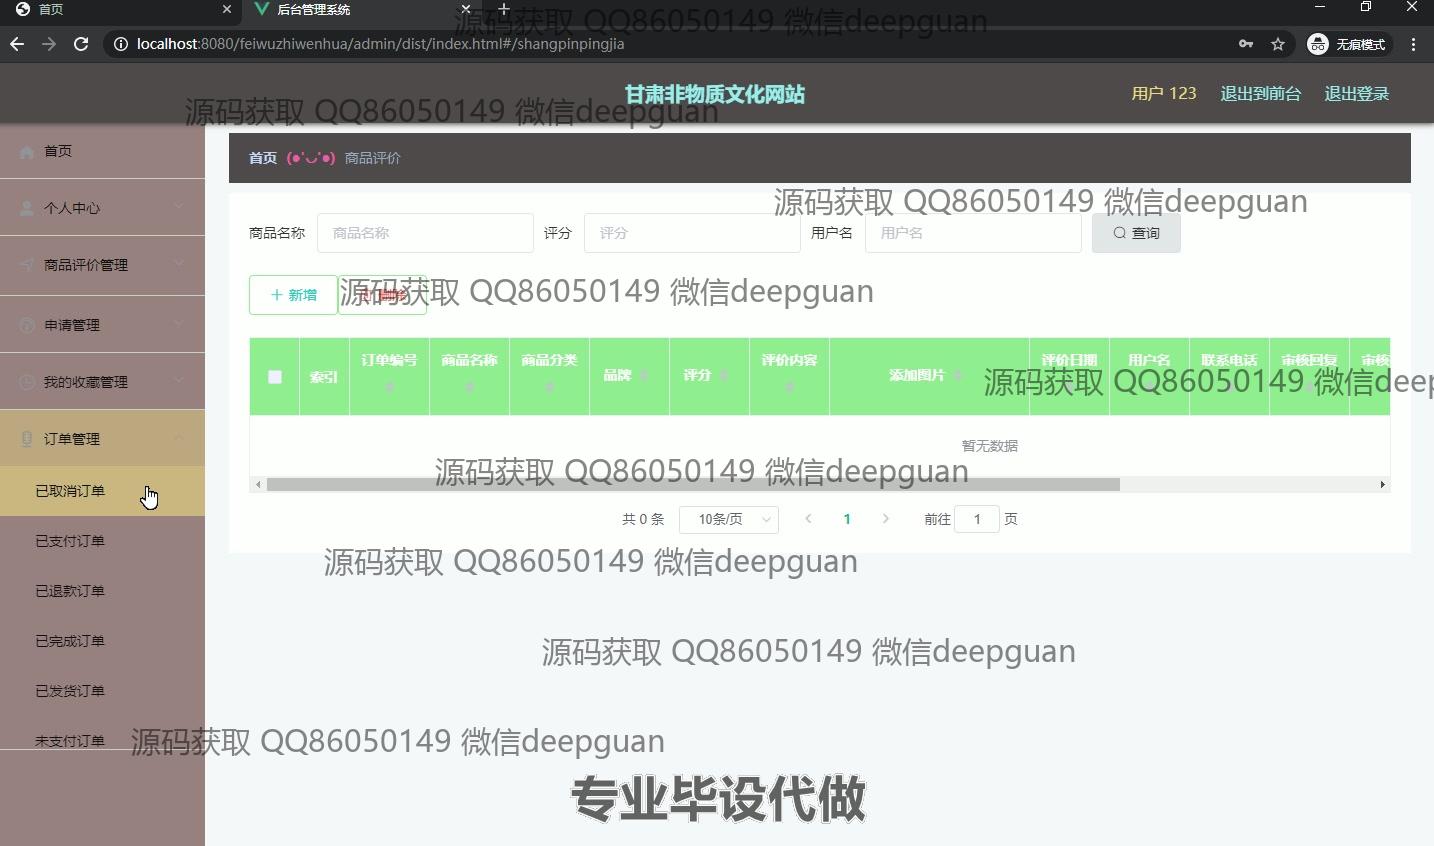 首页
后台管理系统
源码获取 QQ86050149 微信deepguan
localhost:8080/feiwuzhiwenhua/admin/dist/index.html#/shangpinpingjia
无痕模式
甘肃非物质文化网站
用户 123
退出到前台
退出登录
源码获取 QQ86050149 微信deepguan
首页
首页 (●'◡'●) 商品评价
个人中心
源码获取 QQ86050149 微信deepguan
商品名称 商品名称 评分 评分 用户名 用户名 查询
商品评价管理
新增 删除
源码获取 QQ86050149 微信deepguan
申请管理
索引 订单编号 商品名称 商品分类 品牌 评分 评价内容 添加图片 评价日期 用户名 联系电话 审核回复 审核
我的收藏管理
源码获取 QQ86050149 微信deep
订单管理
暂无数据
源码获取 QQ86050149 微信deepguan
已取消订单
共 0 条 10条/页 1 前往 1 页
已支付订单
源码获取 QQ86050149 微信deepguan
已退款订单
已完成订单
源码获取 QQ86050149 微信deepguan
已发货订单
未支付订单
源码获取 QQ86050149 微信deepguan
专业毕设代做